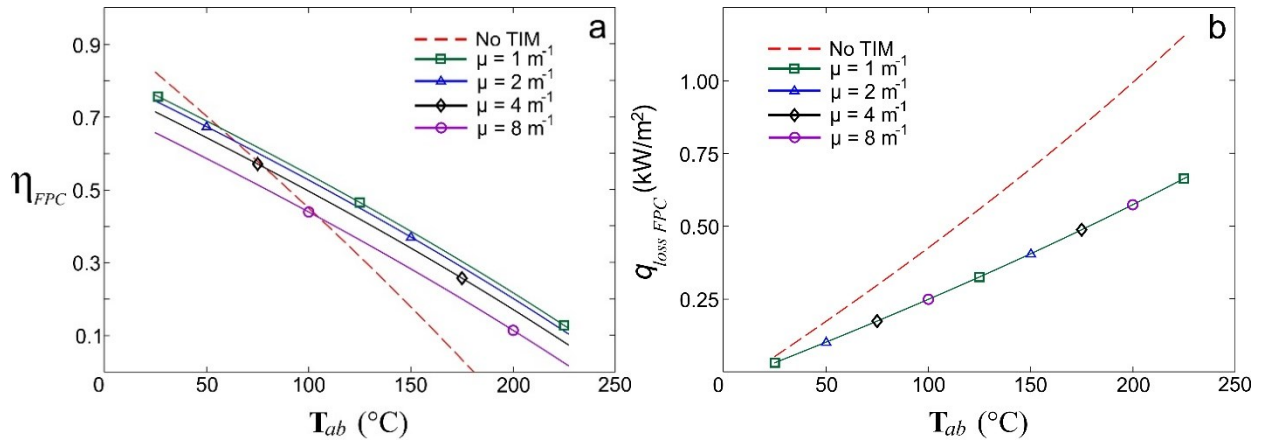 a
No TIM
μ = 1 m-1
μ = 2 m-1
μ = 4 m-1
μ = 8 m-1
0.9
0.7
0.5
0.3
0.1
ηFPC
0 50 100 150 200 250
Tab (°C)
b
No TIM
μ = 1 m-1
μ = 2 m-1
μ = 4 m-1
μ = 8 m-1
1.00
0.75
0.50
0.25
qloss FPC (kW/m2)
0 50 100 150 200 250
Tab (°C)